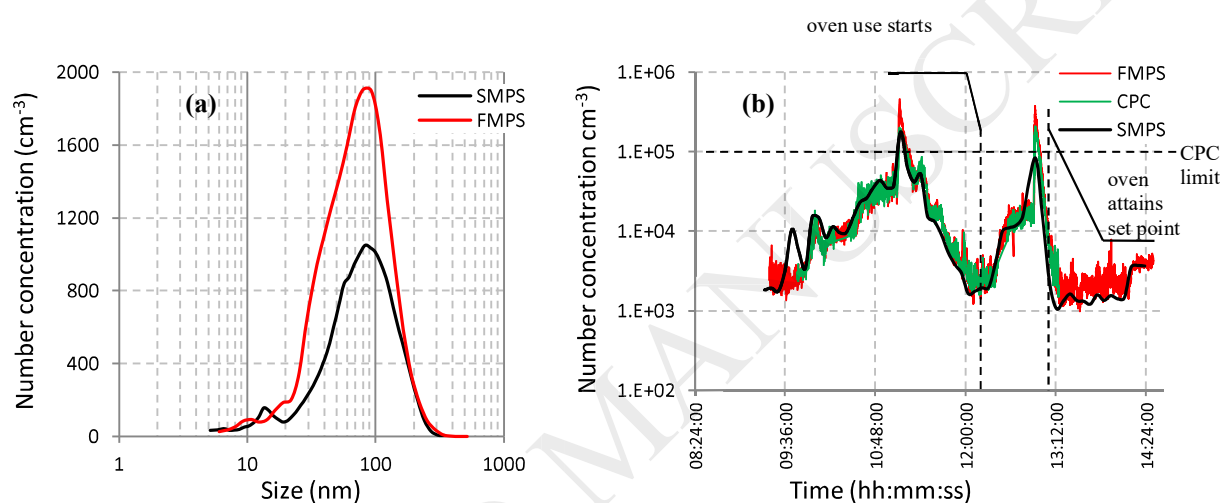 oven use starts
Number concentration (cm-3)
2000
1600
1200
800
400
0
(a)
SMPS
FMPS
1
10
100
1000
Size (nm)
Number concentration cm-3)
1.E+06
1.E+05
1.E+04
1.E+03
1.E+02
(b)
FMPS
CPC
SMPS
CPC
limit
oven
attains
set point
08:24:00
09:36:00
10:48:00
12:00:00
13:12:00
14:24:00
Time (hh:mm:ss)
MANUSCR